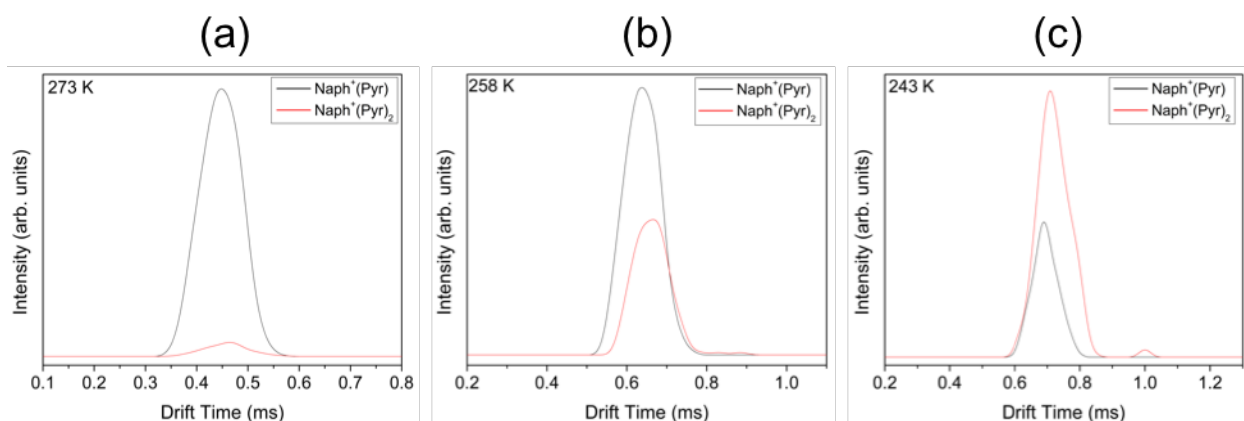 (a)
273 K
Naph⁺(Pyr)
Naph⁺(Pyr)₂
Intensity (arb. units)
0.1 0.2 0.3 0.4 0.5 0.6 0.7 0.8
Drift Time (ms)
(b)
258 K
Naph⁺(Pyr)
Naph⁺(Pyr)₂
Intensity (arb. units)
0.2 0.4 0.6 0.8 1.0
Drift Time (ms)
(c)
243 K
Naph⁺(Pyr)
Naph⁺(Pyr)₂
Intensity (arb. units)
0.2 0.4 0.6 0.8 1.0 1.2
Drift Time (ms)